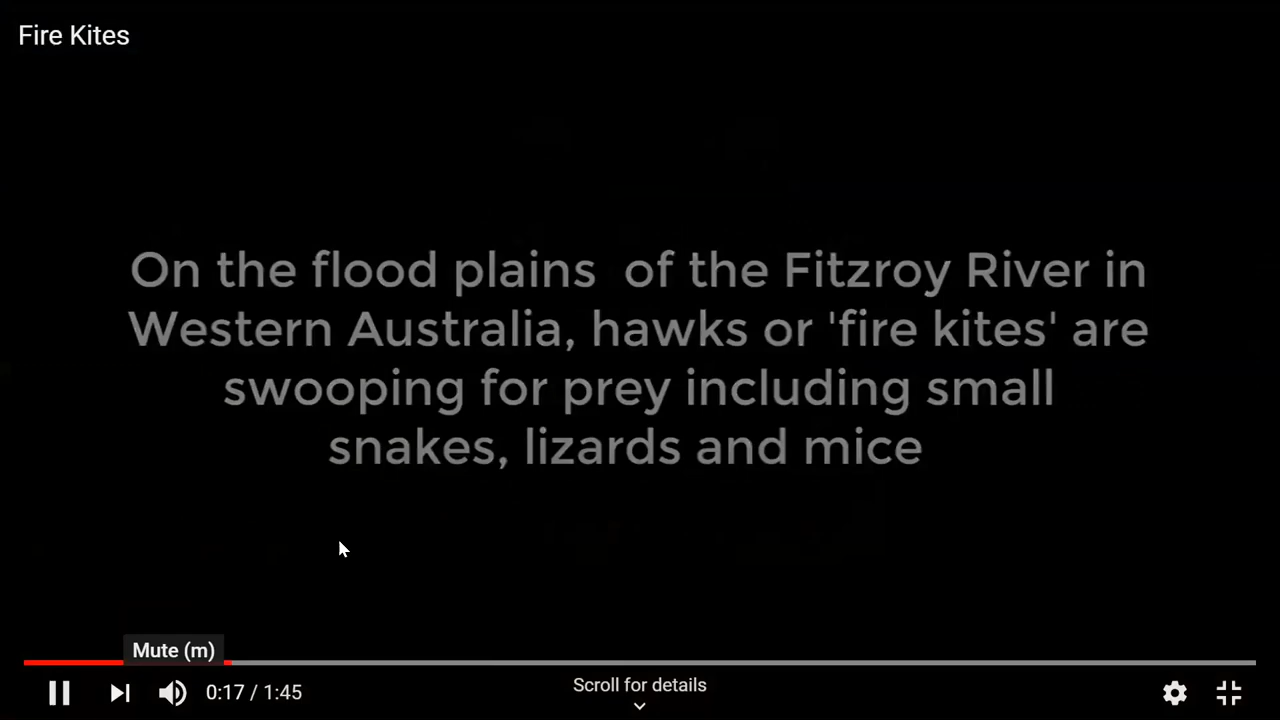 Fire Kites
On the flood plains of the Fitzroy River in
Western Australia, hawks or 'fire kites' are
swooping for prey including small
snakes, lizards and mice
Mute (m)
0:17 / 1:45
Scroll for details